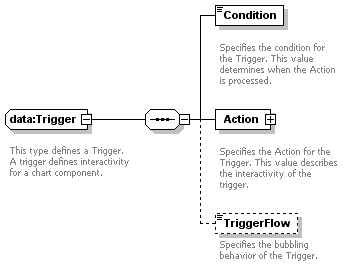 Condition
Specifies the condition for
the Trigger. This value
determines when the Action
is processed.
data:Trigger
This type defines a Trigger.
A trigger defines interactivity
for a chart component.
Action
Specifies the Action for the
Trigger. This value describes
the interactivity of the
trigger.
TriggerFlow
Specifies the bubbling
behavior of the Trigger.